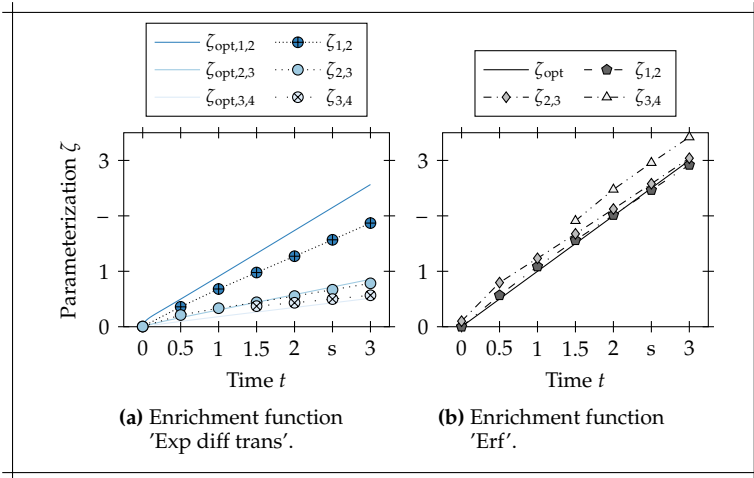 ζopt,1,2 ζ1,2
ζopt,2,3 ζ2,3
ζopt,3,4 ζ3,4
ζopt ζ1,2
ζ2,3 ζ3,4
Parameterization ζ
3
–
1
0
0 0.5 1 1.5 2 s 3
Time t
3
–
1
0
0 0.5 1 1.5 2 s 3
Time t
(a) Enrichment function
'Exp diff trans'.
(b) Enrichment function
'Erf'.